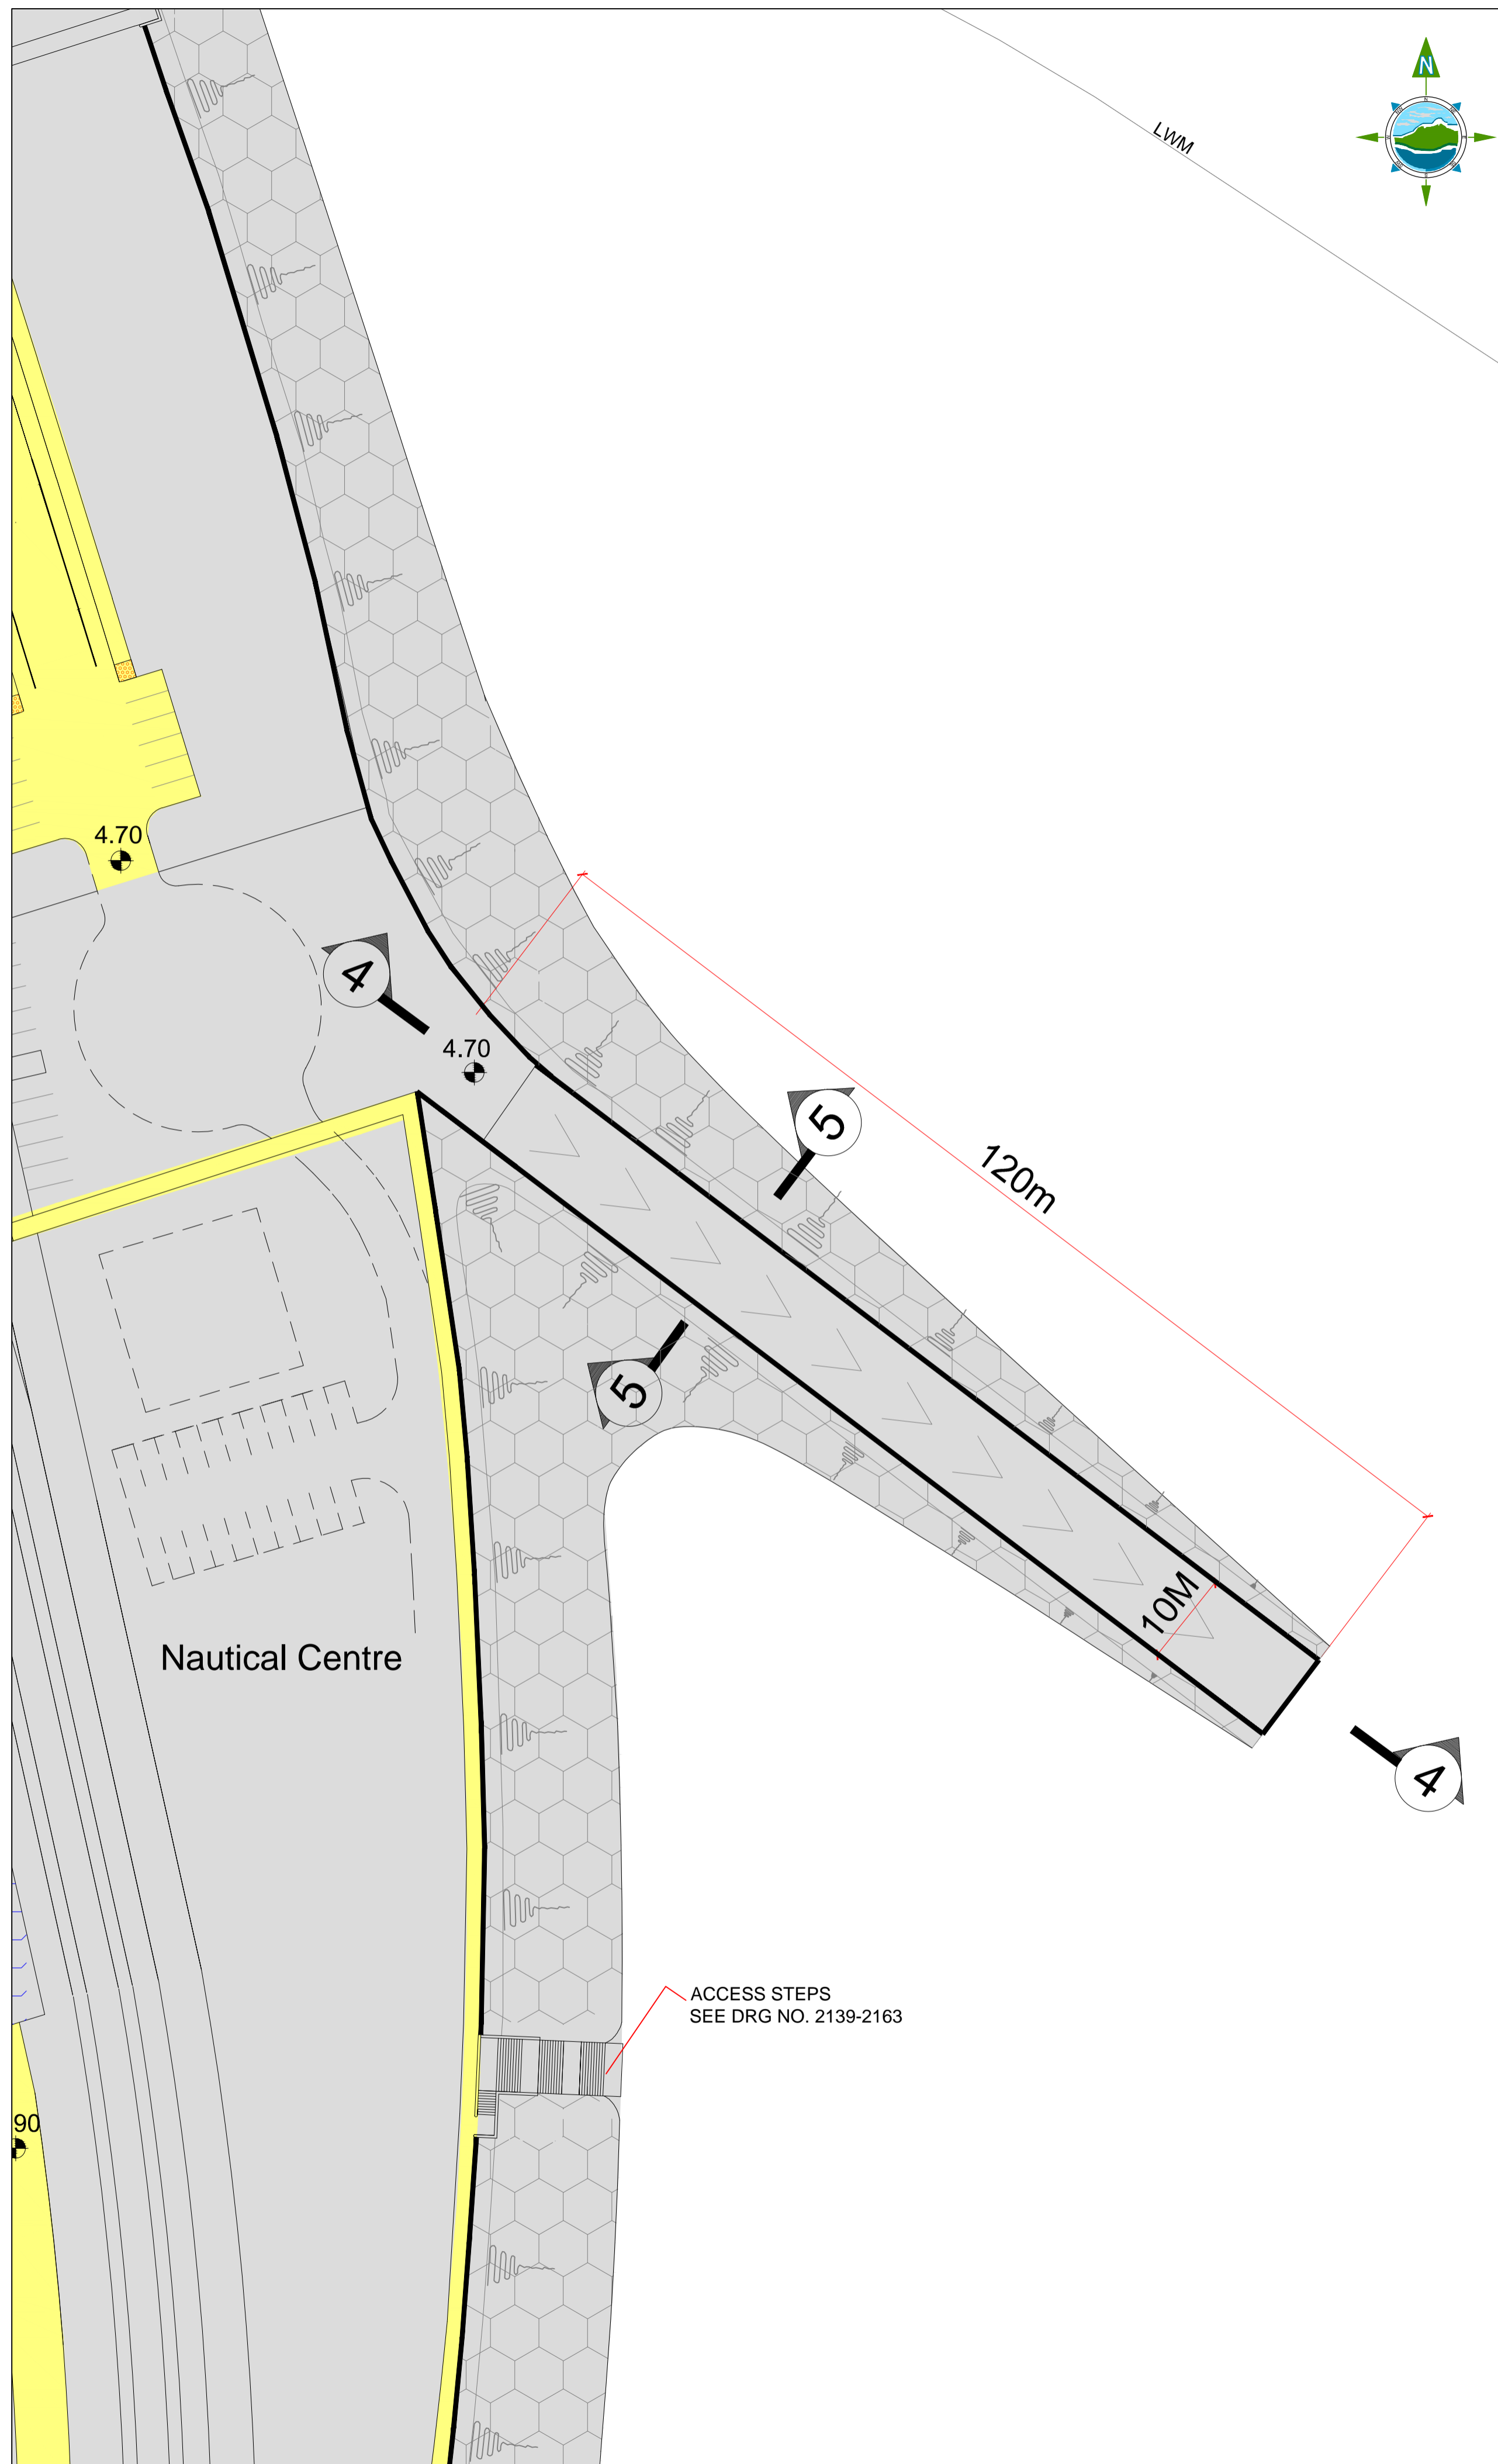 N
LWM
4.70
4
4.70
5
120m
5
10M
Nautical Centre
4
ACCESS STEPS
SEE DRG NO. 2139-2163
90